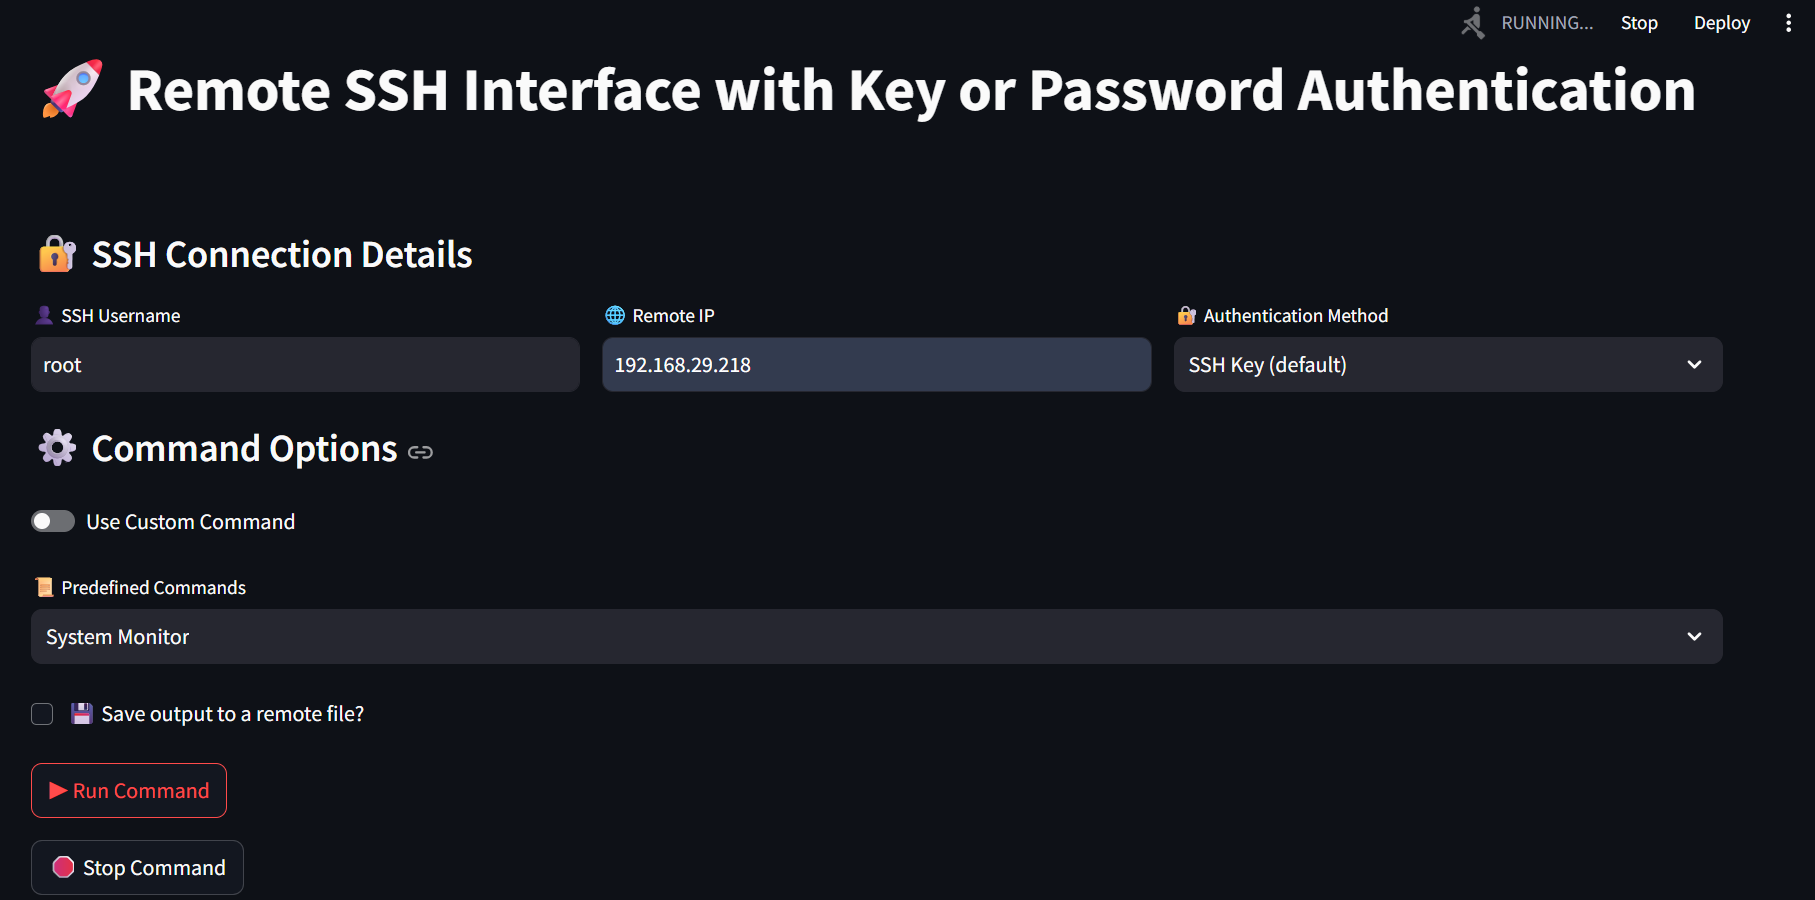 RUNNING... Stop Deploy
Remote SSH Interface with Key or Password Authentication
SSH Connection Details
SSH Username
Remote IP
Authentication Method
root
192.168.29.218
SSH Key (default)
Command Options
Use Custom Command
Predefined Commands
System Monitor
Save output to a remote file?
Run Command
Stop Command